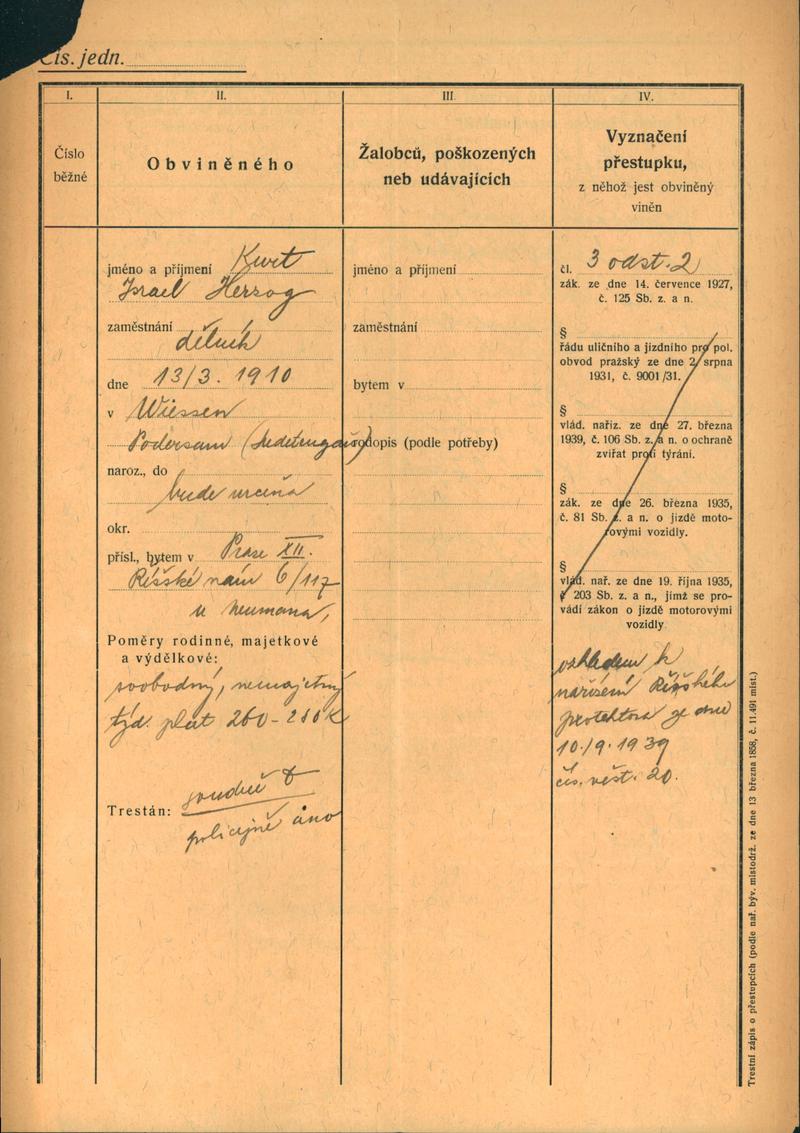 Čís. jedn.
I.
Číslo
běžné
II.
Obviněného
III.
Žalobců, poškozených
neb udávajících
IV.
Vyznačení
přestupku,
z něhož jest obviněný
viněn
jméno a příjmení Kurt
Israel Herzog
zaměstnání
dělník
dne 13/3. 1910
v Wiessen
Podersam
naroz., do
bude určena
okr.
přísl., bytem v Praze XII.
Říšské nám 6/117
u Neumana,
Poměry rodinné, majetkové
a výdělkové:
svobodný, nemajetný
týd. plat 260-280 K
Trestán: soudně
policejně ano
jméno a příjmení
zaměstnání
bytem v
rodopis (podle potřeby)
čl. 3 odst. 2
zák. ze dne 14. července 1927,
č. 125 Sb. z. a n.
§
řádu uličního a jízdního pro pol.
obvod pražský ze dne 2. srpna
1931, č. 9001/31.
§
vlád. naříz. ze dne 27. března
1939, č. 106 Sb. z. a n. o ochraně
zvířat proti týrání.
§
zák. ze dne 26. března 1935,
č. 81 Sb. z. a n. o jízdě moto-
rovými vozidly.
§
vlád. nař. ze dne 19. října 1935,
č 203 Sb. z. a n., jímž se pro-
vádí zákon o jízdě motorovými
vozidly
vzhledem k
nařízení Říšského
protektora ze dne
10./9. 1939
čís. věst. 20.
Trestní zápis o přestupcích (podle nař. býv. místodrž. ze dne 13 března 1858, č. 11.491 míst.)